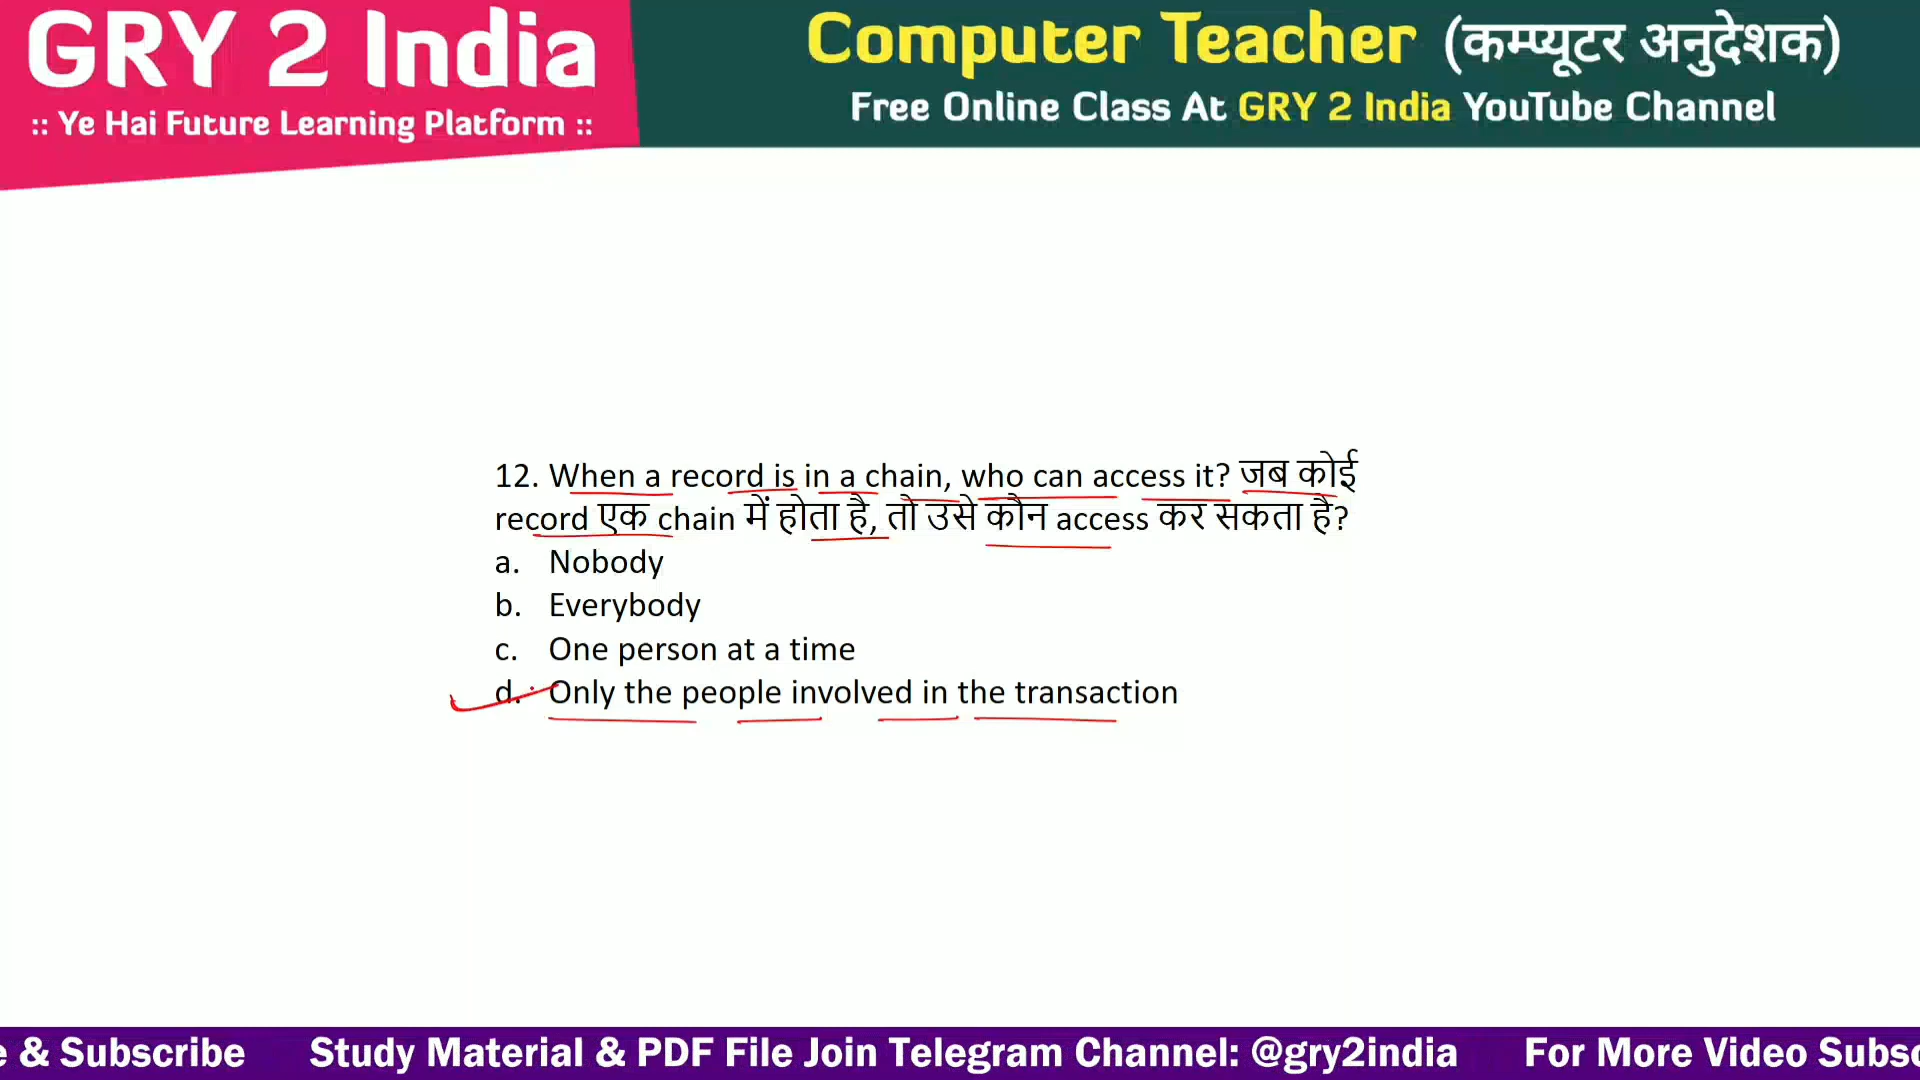 GRY 2 India
:: Ye Hai Future Learning Platform ::
Computer Teacher (कम्प्यूटर अनुदेशक)
Free Online Class At GRY 2 India YouTube Channel
12. When a record is in a chain, who can access it? जब कोई
record एक chain में होता है, तो उसे कौन access कर सकता है?
a. Nobody
b. Everybody
c. One person at a time
d. Only the people involved in the transaction
e & Subscribe Study Material & PDF File Join Telegram Channel: @gry2india For More Video Subsc